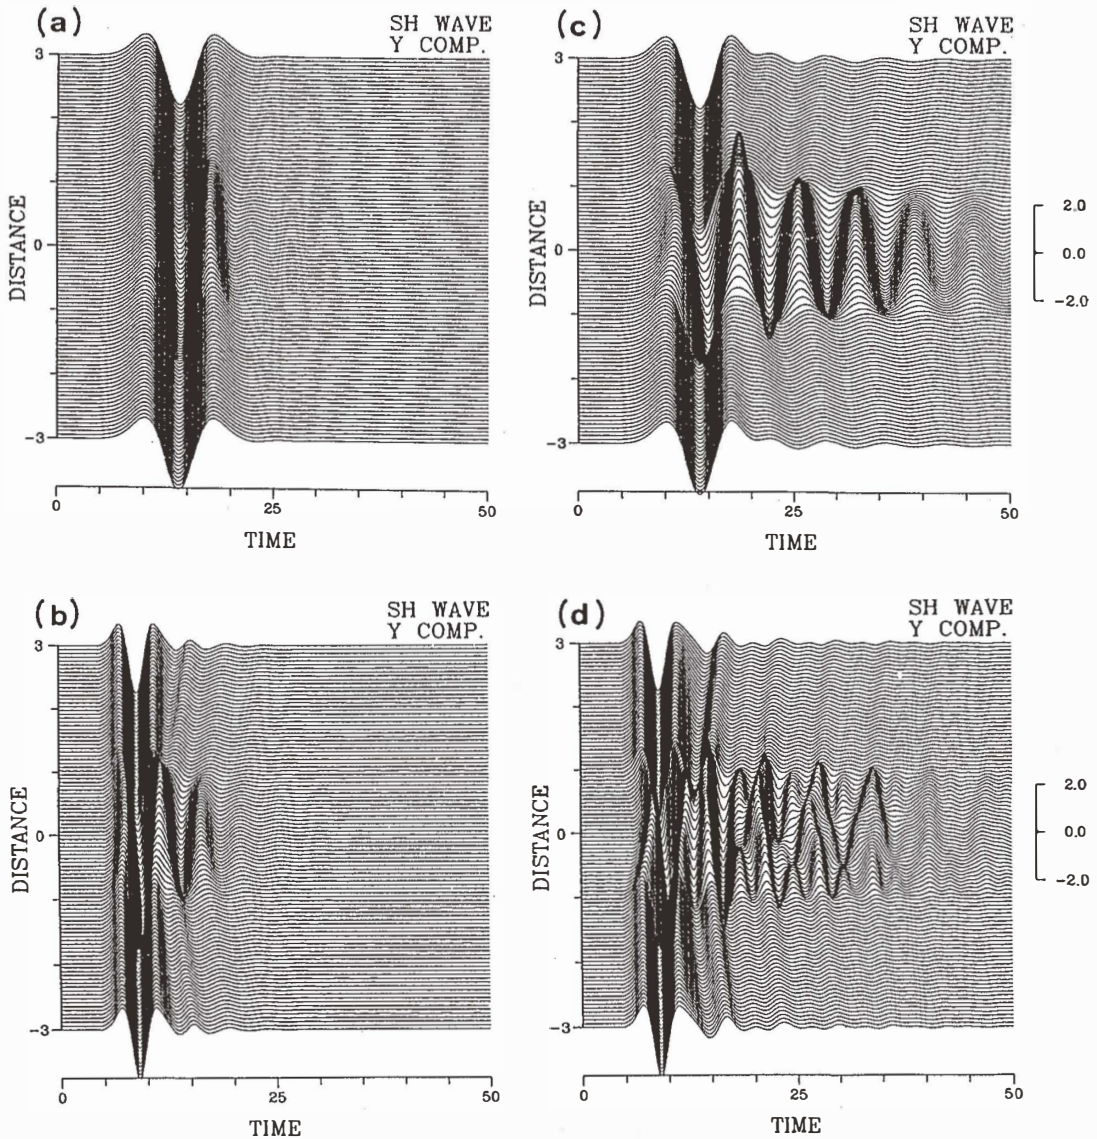 (a)
SH WAVE
Y COMP.
3
0
-3
DISTANCE
0
25
50
TIME
(c)
SH WAVE
Y COMP.
3
0
-3
DISTANCE
0
25
50
TIME
2.0
0.0
-2.0
(b)
SH WAVE
Y COMP.
3
0
-3
DISTANCE
0
25
50
TIME
(d)
SH WAVE
Y COMP.
3
0
-3
DISTANCE
0
25
50
TIME
2.0
0.0
-2.0